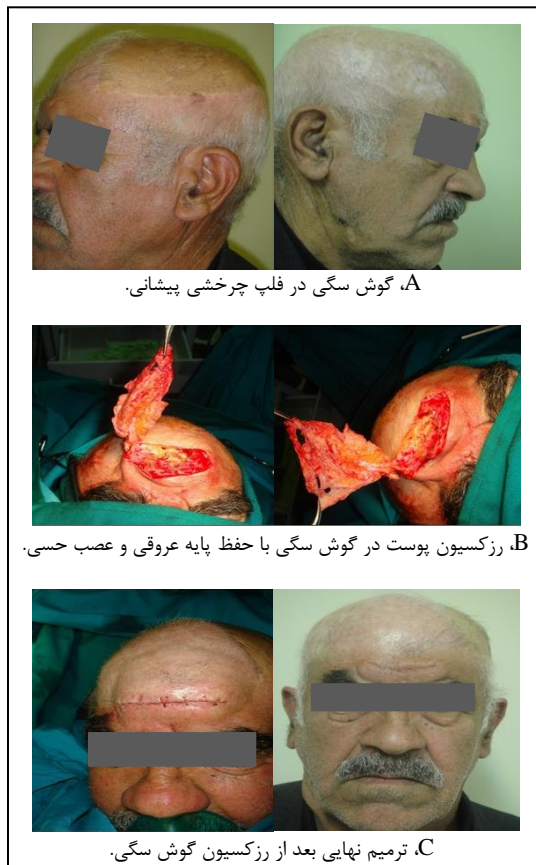 A، گوش سگی در فلپ چرخشی پیشانی.
B، رزکسیون پوست در گوش سگی با حفظ پایه عروقی و عصب حسی.
C، ترمیم نهایی بعد از رزکسیون گوش سگی.